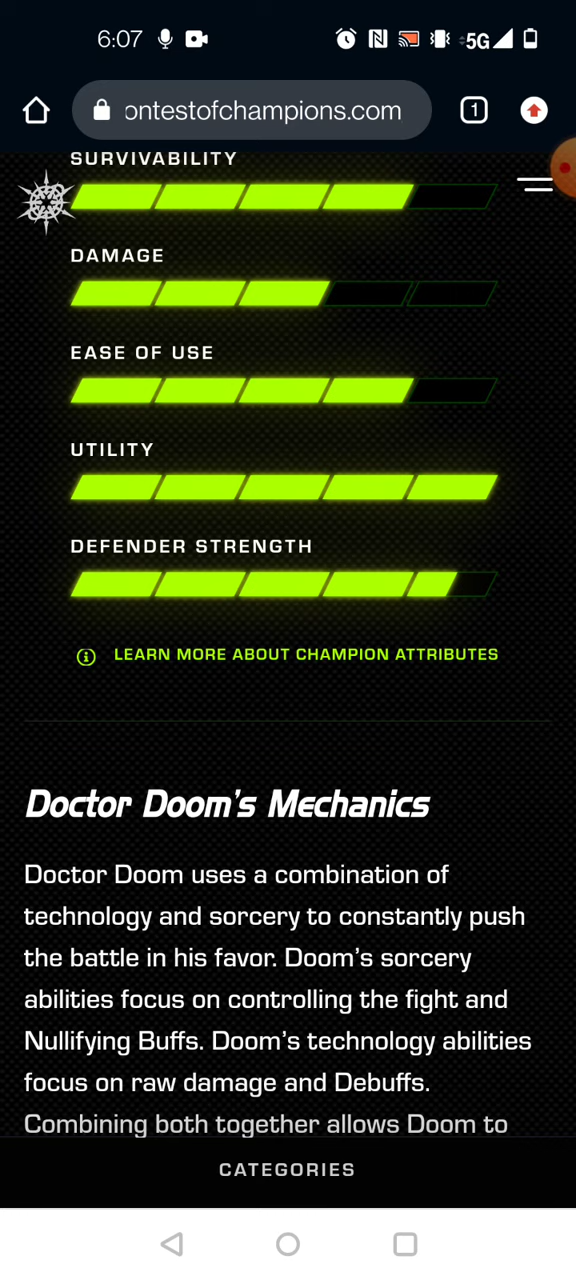 6:07
5G
ontestofchampions.com
1
SURVIVABILITY
DAMAGE
EASE OF USE
UTILITY
DEFENDER STRENGTH
LEARN MORE ABOUT CHAMPION ATTRIBUTES
Doctor Doom's Mechanics
Doctor Doom uses a combination of
technology and sorcery to constantly push
the battle in his favor. Doom's sorcery
abilities focus on controlling the fight and
Nullifying Buffs. Doom's technology abilities
focus on raw damage and Debuffs.
Combining both together allows Doom to
CATEGORIES